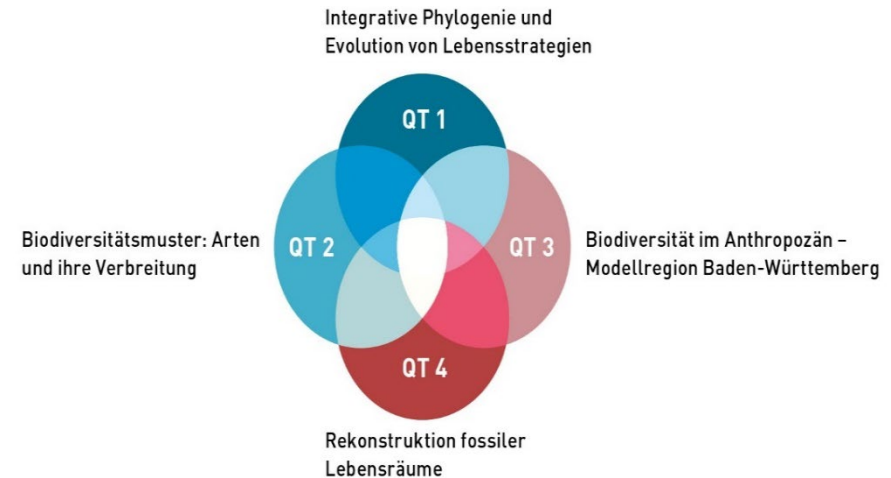 Integrative Phylogenie und
Evolution von Lebensstrategien
QT 1
Biodiversitätsmuster: Arten
und ihre Verbreitung
QT 2
QT 3
Biodiversität im Anthropozän –
Modellregion Baden-Württemberg
QT 4
Rekonstruktion fossiler
Lebensräume